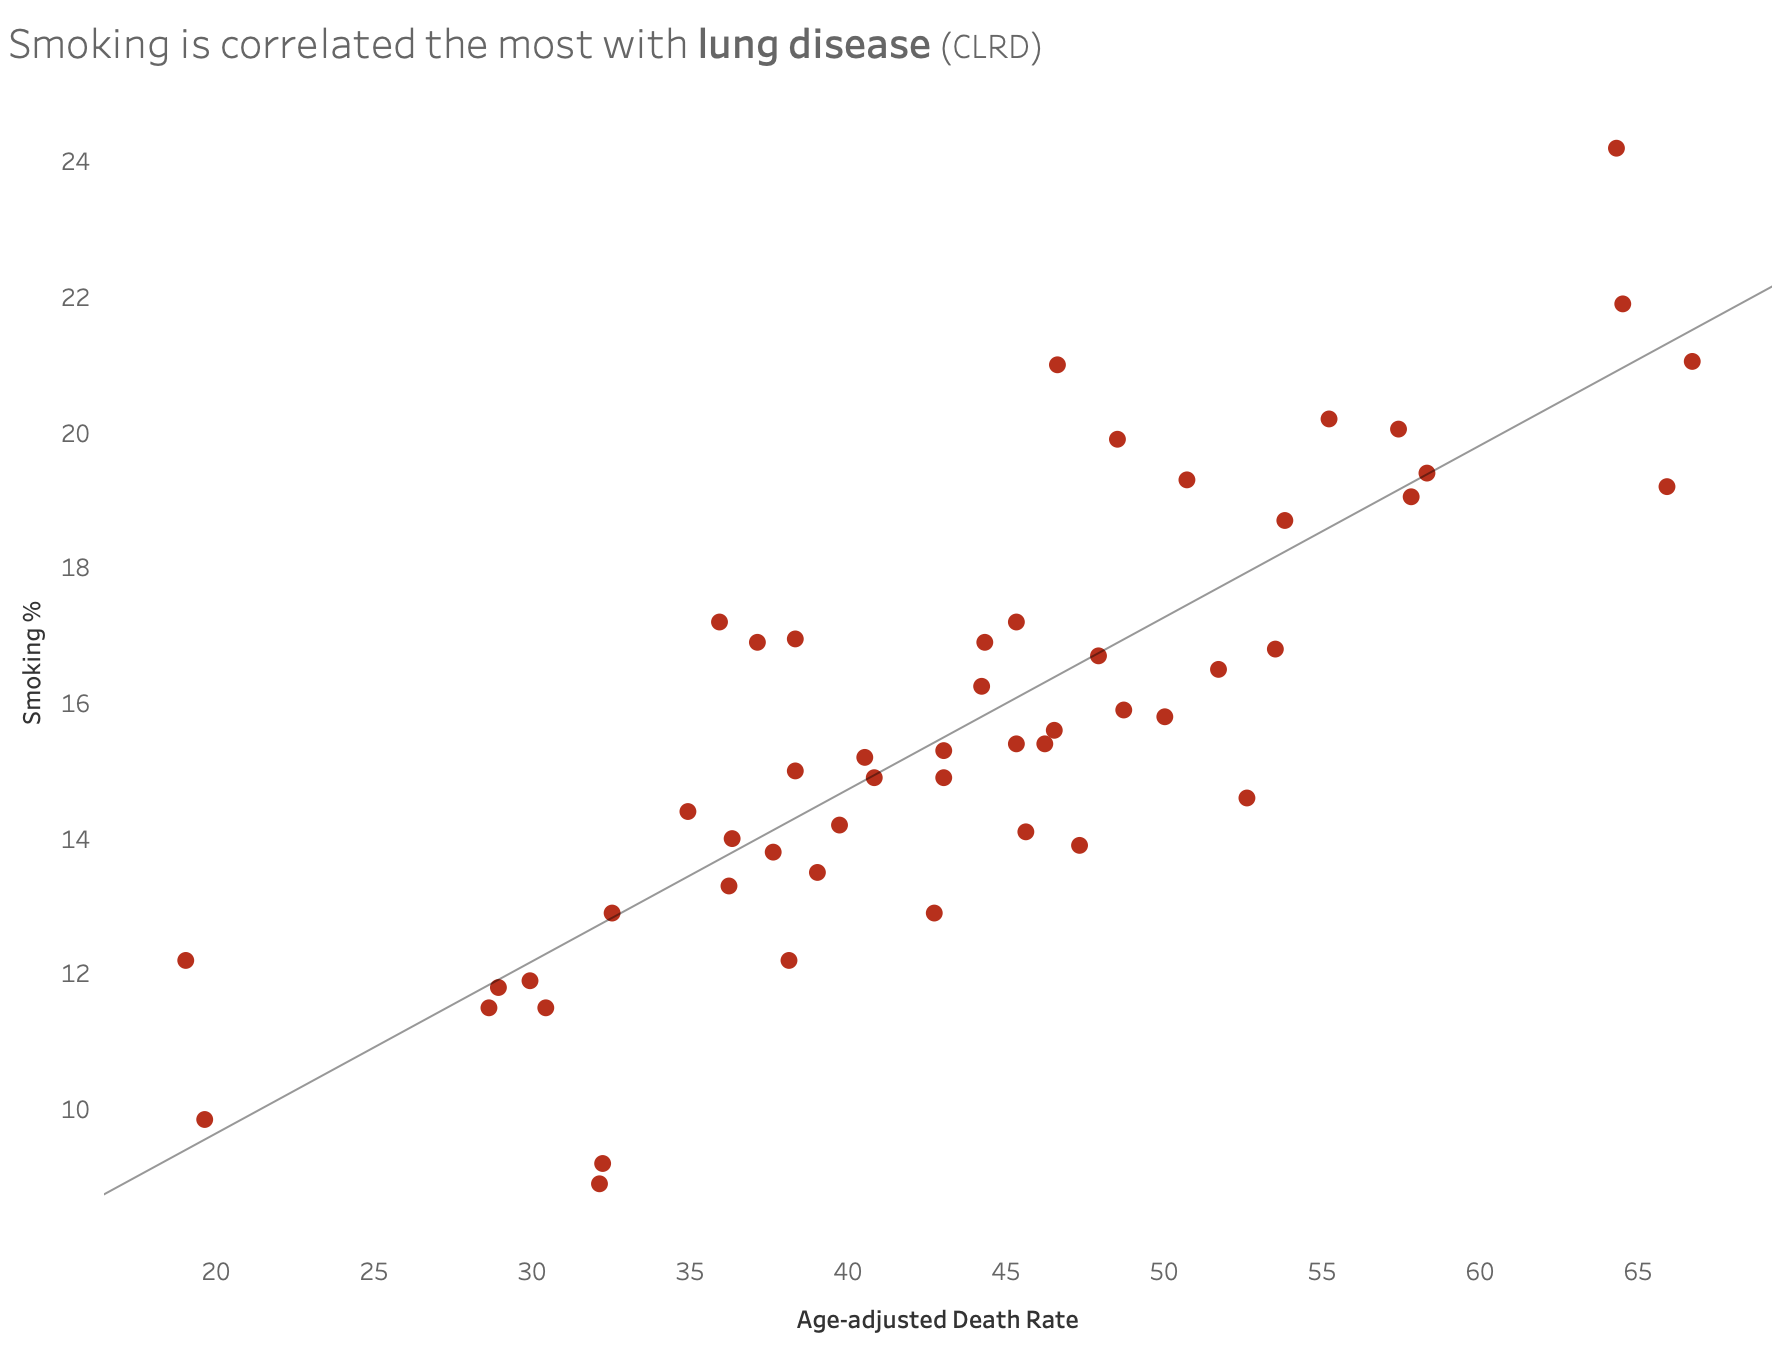 Smoking is correlated the most with lung disease (CLRD)
24
22
20
18
16
14
12
10
Smoking %
20 25 30 35 40 45 50 55 60 65
Age-adjusted Death Rate